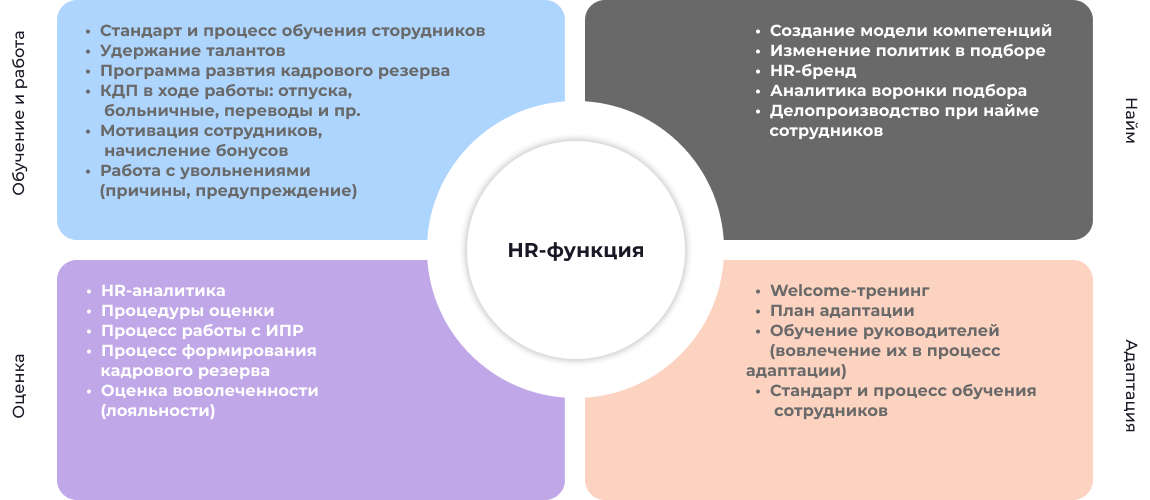 Обучение и работа
• Стандарт и процесс обучения сторудников
• Удержание талантов
• Программа развтия кадрового резерва
• КДП в ходе работы: отпуска,
больничные, переводы и пр.
• Мотивация сотрудников,
начисление бонусов
• Работа с увольнениями
(причины, предупреждение)
• Создание модели компетенций
• Изменение политик в подборе
• HR-бренд
• Аналитика воронки подбора
• Делопроизводство при найме
сотрудников
Найм
HR-функция
Оценка
• HR-аналитика
• Процедуры оценки
• Процесс работы с ИПР
• Процесс формирования
кадрового резерва
• Оценка воволеченности
(лояльности)
• Welcome-тренинг
• План адаптации
• Обучение руководителей
(вовлечение их в процесс
адаптации)
• Стандарт и процесс обучения
сотрудников
Адаптация